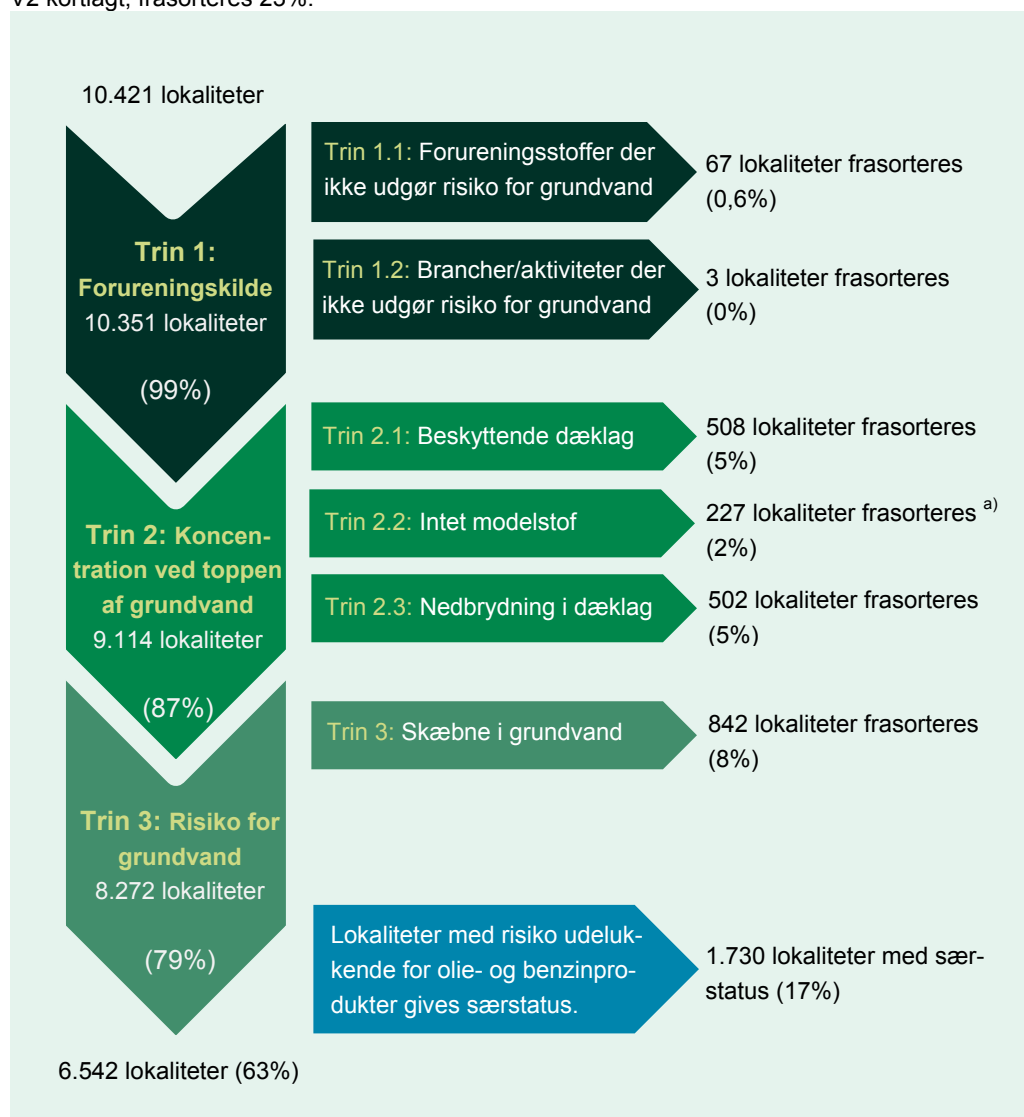 V2 kortlagt, frasorteres 25%.
10.421 lokaliteter
Trin 1:
Forureningskilde
10.351 lokaliteter
(99%)
Trin 1.1: Forureningsstoffer der
ikke udgør risiko for grundvand
67 lokaliteter frasorteres
(0,6%)
Trin 1.2: Brancher/aktiviteter der
ikke udgør risiko for grundvand
3 lokaliteter frasorteres
(0%)
Trin 2: Koncen-
tration ved toppen
af grundvand
9.114 lokaliteter
(87%)
Trin 2.1: Beskyttende dæklag
508 lokaliteter frasorteres
(5%)
Trin 2.2: Intet modelstof
227 lokaliteter frasorteres a)
(2%)
Trin 2.3: Nedbrydning i dæklag
502 lokaliteter frasorteres
(5%)
Trin 3: Risiko for
grundvand
8.272 lokaliteter
(79%)
Trin 3: Skæbne i grundvand
842 lokaliteter frasorteres
(8%)
Lokaliteter med risiko udeluk-
kende for olie- og benzinpro-
dukter gives særstatus.
1.730 lokaliteter med sær-
status (17%)
6.542 lokaliteter (63%)